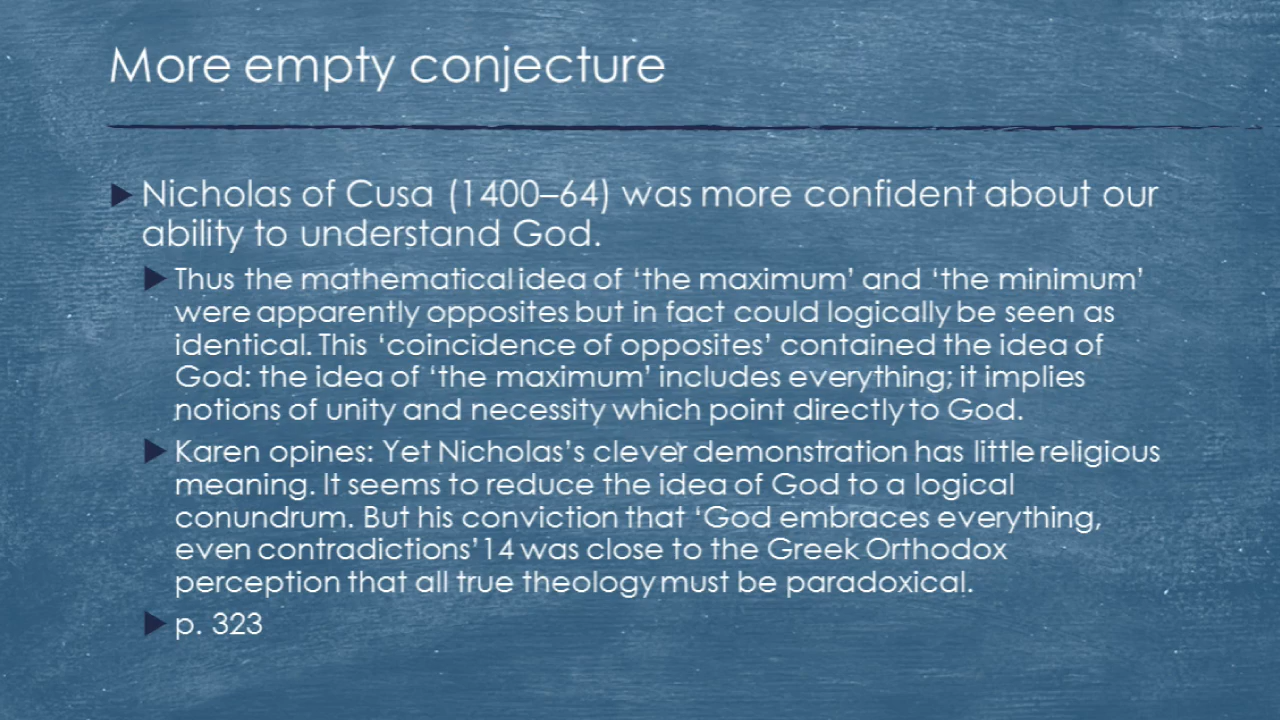 More empty conjecture
Nicholas of Cusa (1400–64) was more confident about our
ability to understand God.
Thus the mathematical idea of ‘the maximum’ and ‘the minimum’
were apparently opposites but in fact could logically be seen as
identical. This ‘coincidence of opposites’ contained the idea of
God: the idea of ‘the maximum’ includes everything; it implies
notions of unity and necessity which point directly to God.
Karen opines: Yet Nicholas’s clever demonstration has little religious
meaning. It seems to reduce the idea of God to a logical
conundrum. But his conviction that ‘God embraces everything,
even contradictions’14 was close to the Greek Orthodox
perception that all true theology must be paradoxical.
p. 323